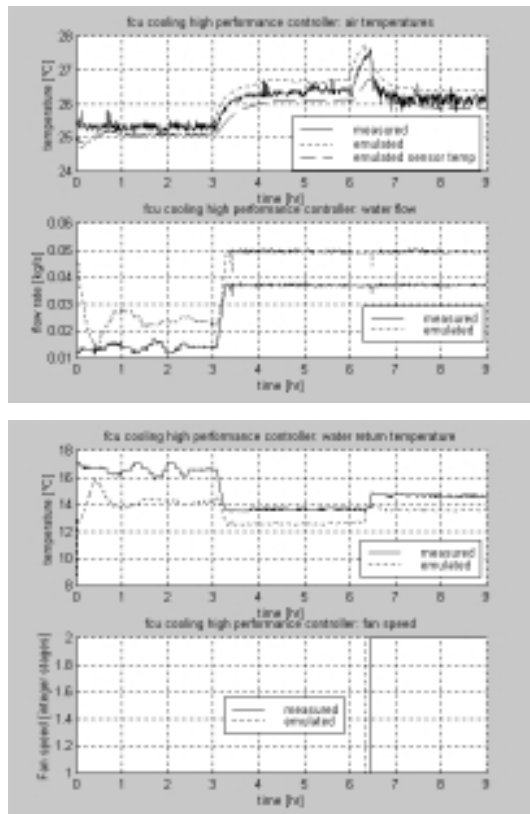 fcu cooling high performance controller: air temperatures
28
27
26
25
24
temperature [°C]
measured
emulated
emulated sensor temp
0 1 2 3 4 5 6 7 8 9
time [hr]
fcu cooling high performance controller: water flow
0.06
0.05
0.04
0.03
0.02
0.01
flow rate [kg/s]
measured
emulated
0 1 2 3 4 5 6 7 8 9
time [hr]
fcu cooling high performance controller: water return temperature
18
16
14
12
10
8
temperature [°C]
measured
emulated
0 1 2 3 4 5 6 7 8 9
time [hr]
fcu cooling high performance controller: fan speed
2
1.8
1.6
1.4
1.2
1
Fan speed [integer stages]
measured
emulated
0 1 2 3 4 5 6 7 8 9
time [hr]